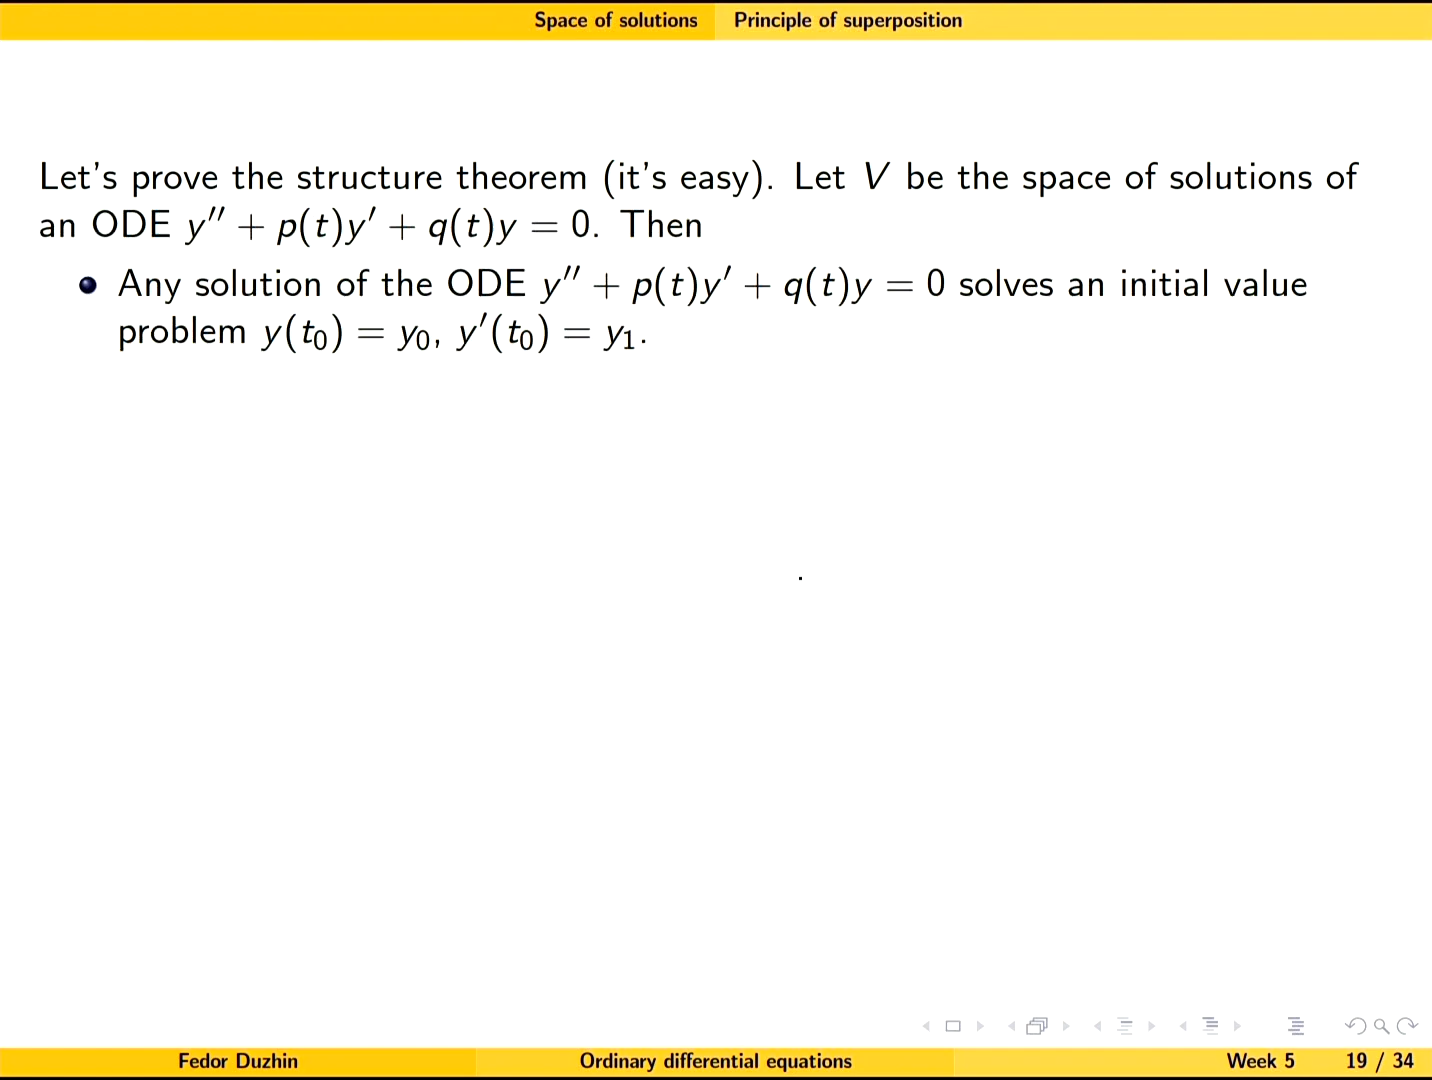 Space of solutions Principle of superposition
Let's prove the structure theorem (it's easy). Let V be the space of solutions of
an ODE y″ + p(t)y′ + q(t)y = 0. Then
Any solution of the ODE y″ + p(t)y′ + q(t)y = 0 solves an initial value
problem y(t₀) = y₀, y′(t₀) = y₁.
Fedor Duzhin Ordinary differential equations Week 5 19 / 34